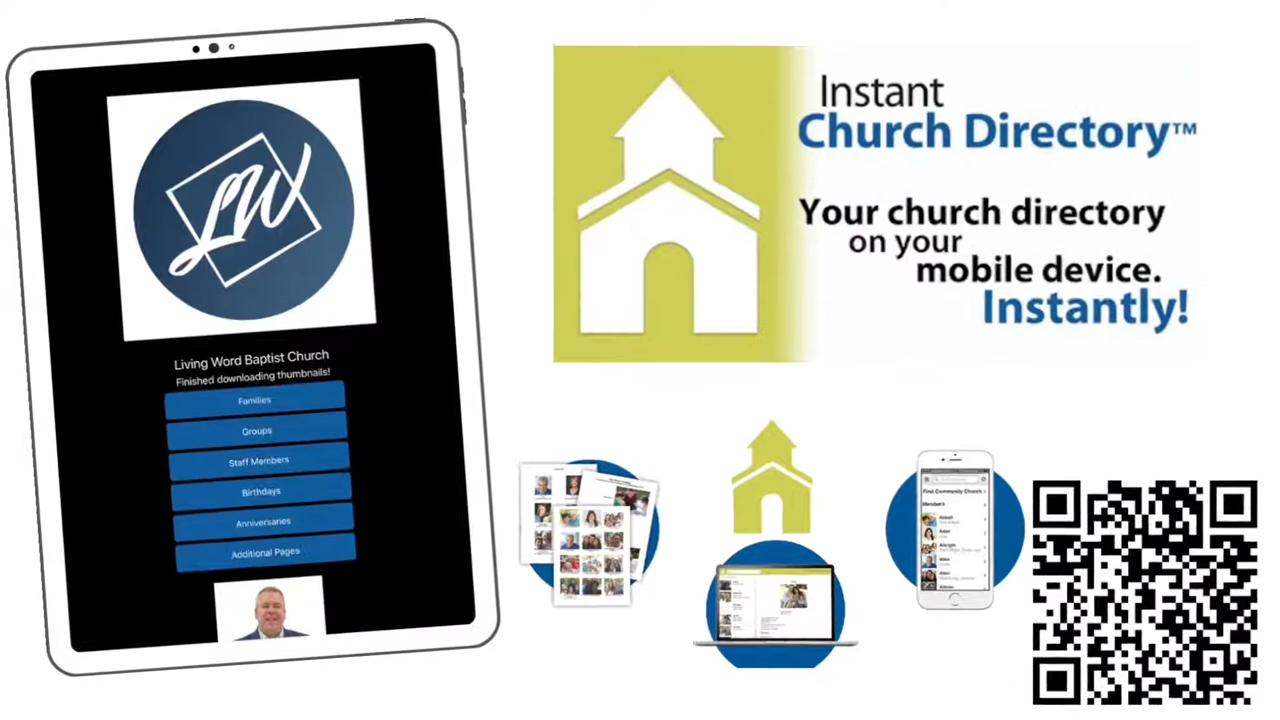 LW
Living Word Baptist Church
Finished downloading thumbnails!
Families
Groups
Staff Members
Birthdays
Anniversaries
Additional Pages
Instant
Church Directory™
Your church directory
on your
mobile device.
Instantly!
First Community Church
Members